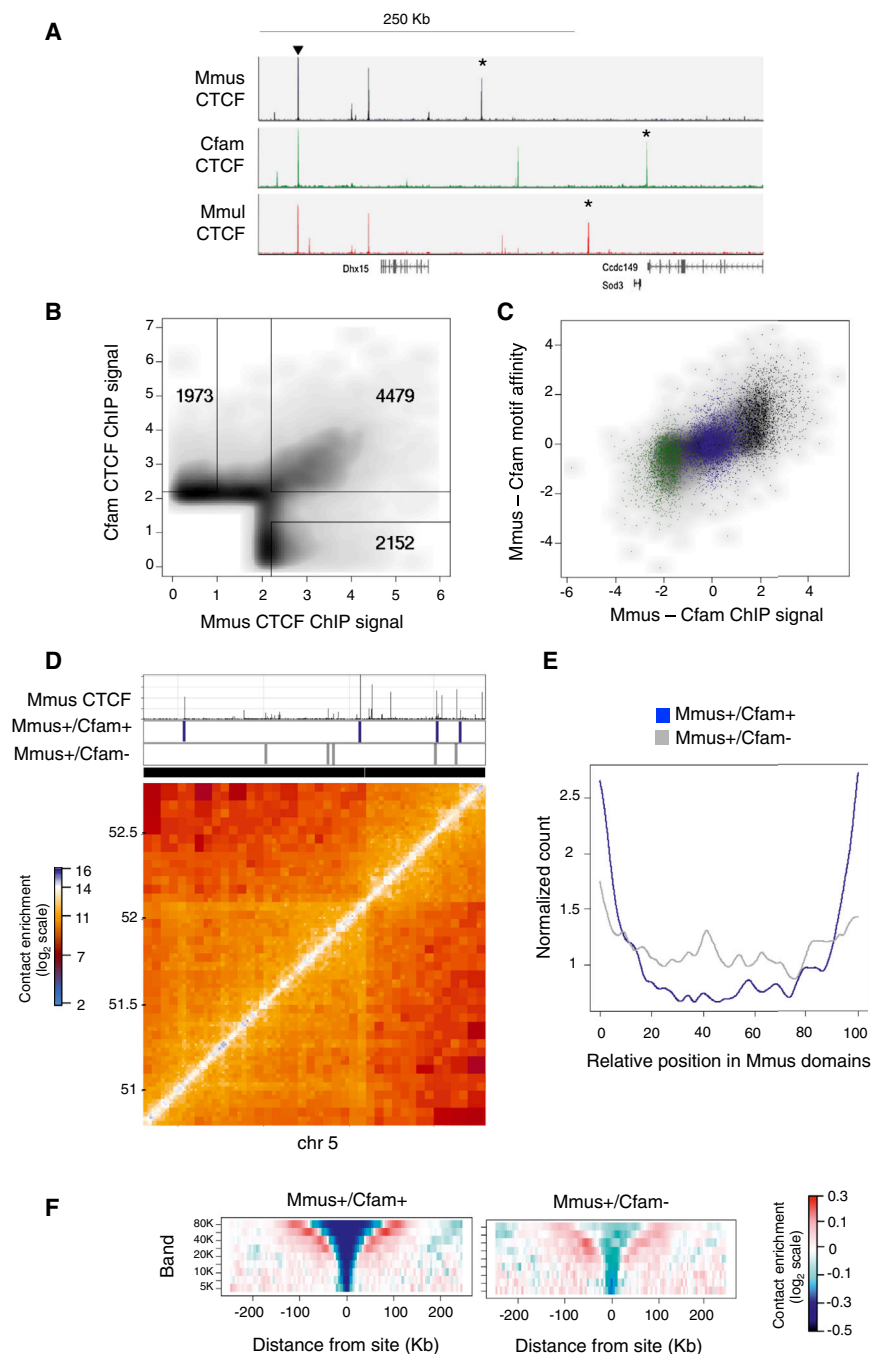 A
250 Kb
Mmus
CTCF
*
Cfam
CTCF
*
Mmul
CTCF
*
Dhx15
Ccdc149
Sod3
B
Cfam CTCF ChIP signal
7
6
5
4
3
2
1
0
1973
4479
2152
0 1 2 3 4 5 6
Mmus CTCF ChIP signal
C
Mmus – Cfam motif affinity
4
2
0
-2
-4
-6 -4 -2 0 2 4
Mmus – Cfam ChIP signal
D
Mmus CTCF
Mmus+/Cfam+
Mmus+/Cfam-
Contact enrichment
(log2 scale)
16
14
11
7
2
52.5
52
51.5
51
chr 5
E
Mmus+/Cfam+
Mmus+/Cfam-
Normalized count
2.5
2
1.5
1
0 20 40 60 80 100
Relative position in Mmus domains
F
Mmus+/Cfam+
Mmus+/Cfam-
Band
80K
40K
20K
10K
5K
-200 -100 0 100 200
Distance from site (Kb)
-200 -100 0 100 200
Distance from site (Kb)
Contact enrichment
(log2 scale)
0.3
0.1
0
-0.1
-0.3
-0.5